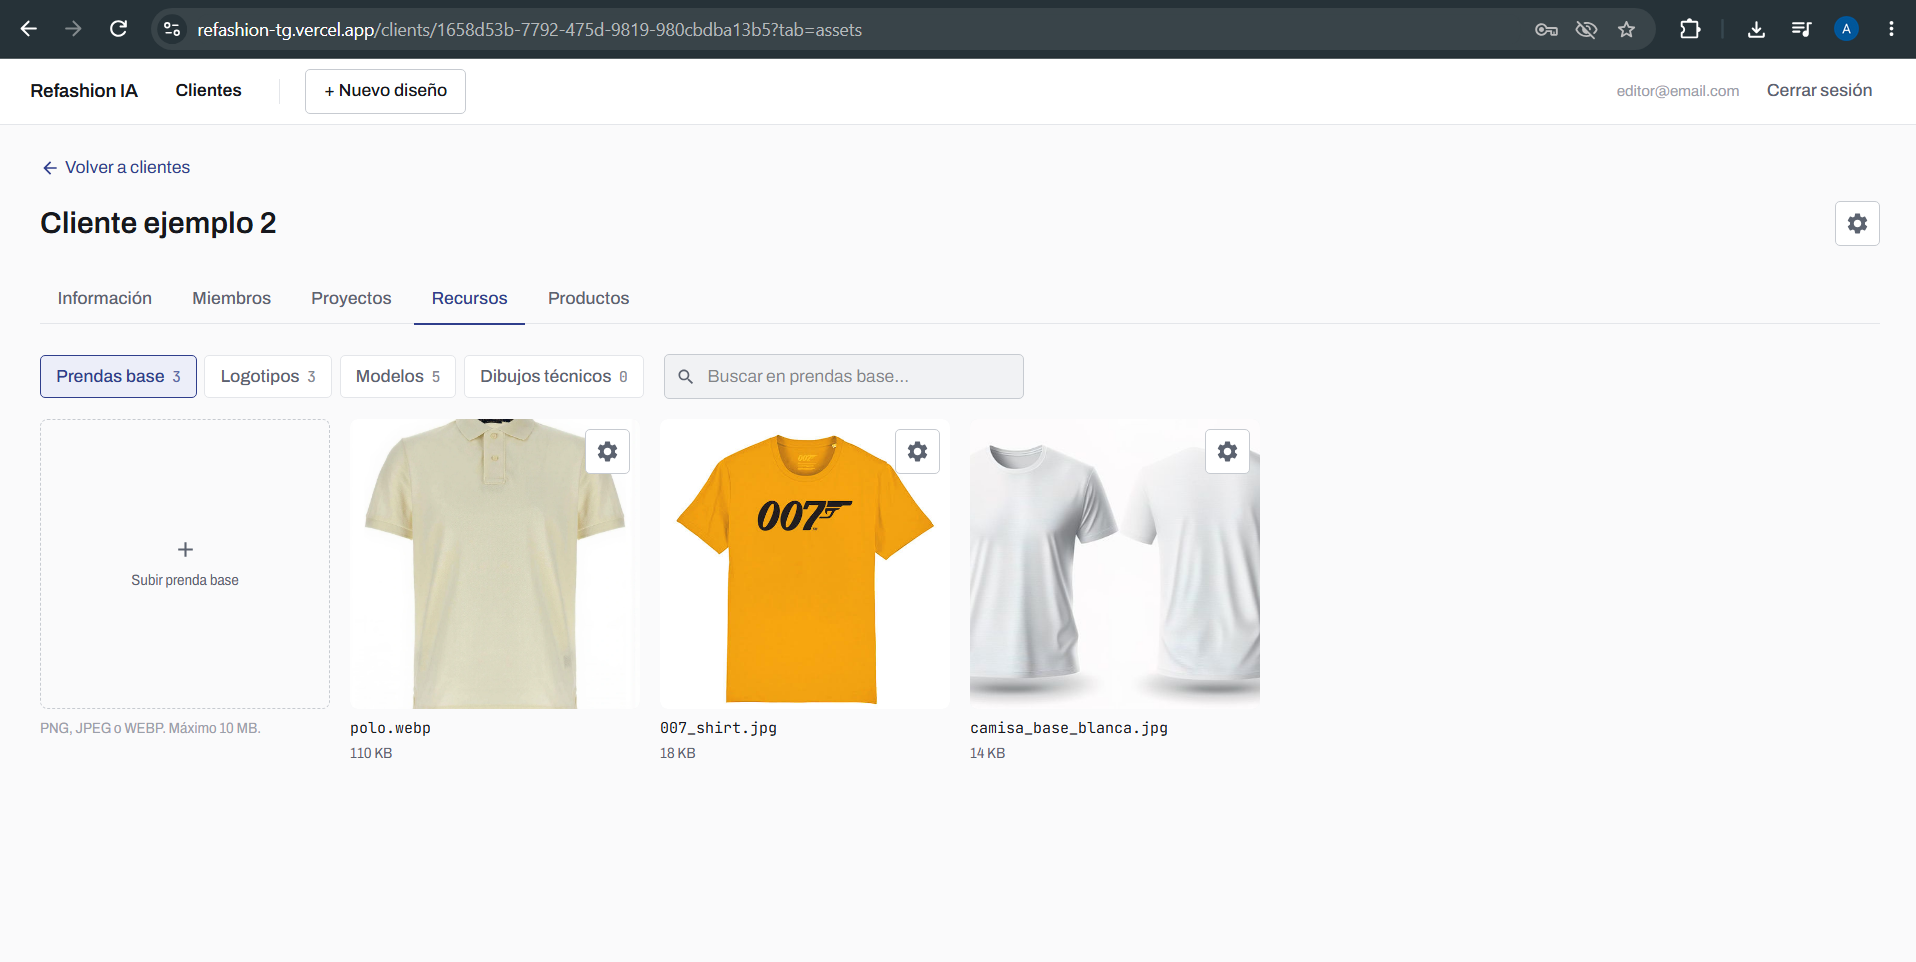 refashion-tg.vercel.app/clients/1658d53b-7792-475d-9819-980cbdba13b5?tab=assets
A
Refashion IA Clientes + Nuevo diseño editor@email.com Cerrar sesión
← Volver a clientes
Cliente ejemplo 2
Información Miembros Proyectos Recursos Productos
Prendas base 3 Logotipos 3 Modelos 5 Dibujos técnicos 0 Buscar en prendas base...
007
007
+
Subir prenda base
PNG, JPEG o WEBP. Máximo 10 MB.
polo.webp
110 KB
007_shirt.jpg
18 KB
camisa_base_blanca.jpg
14 KB